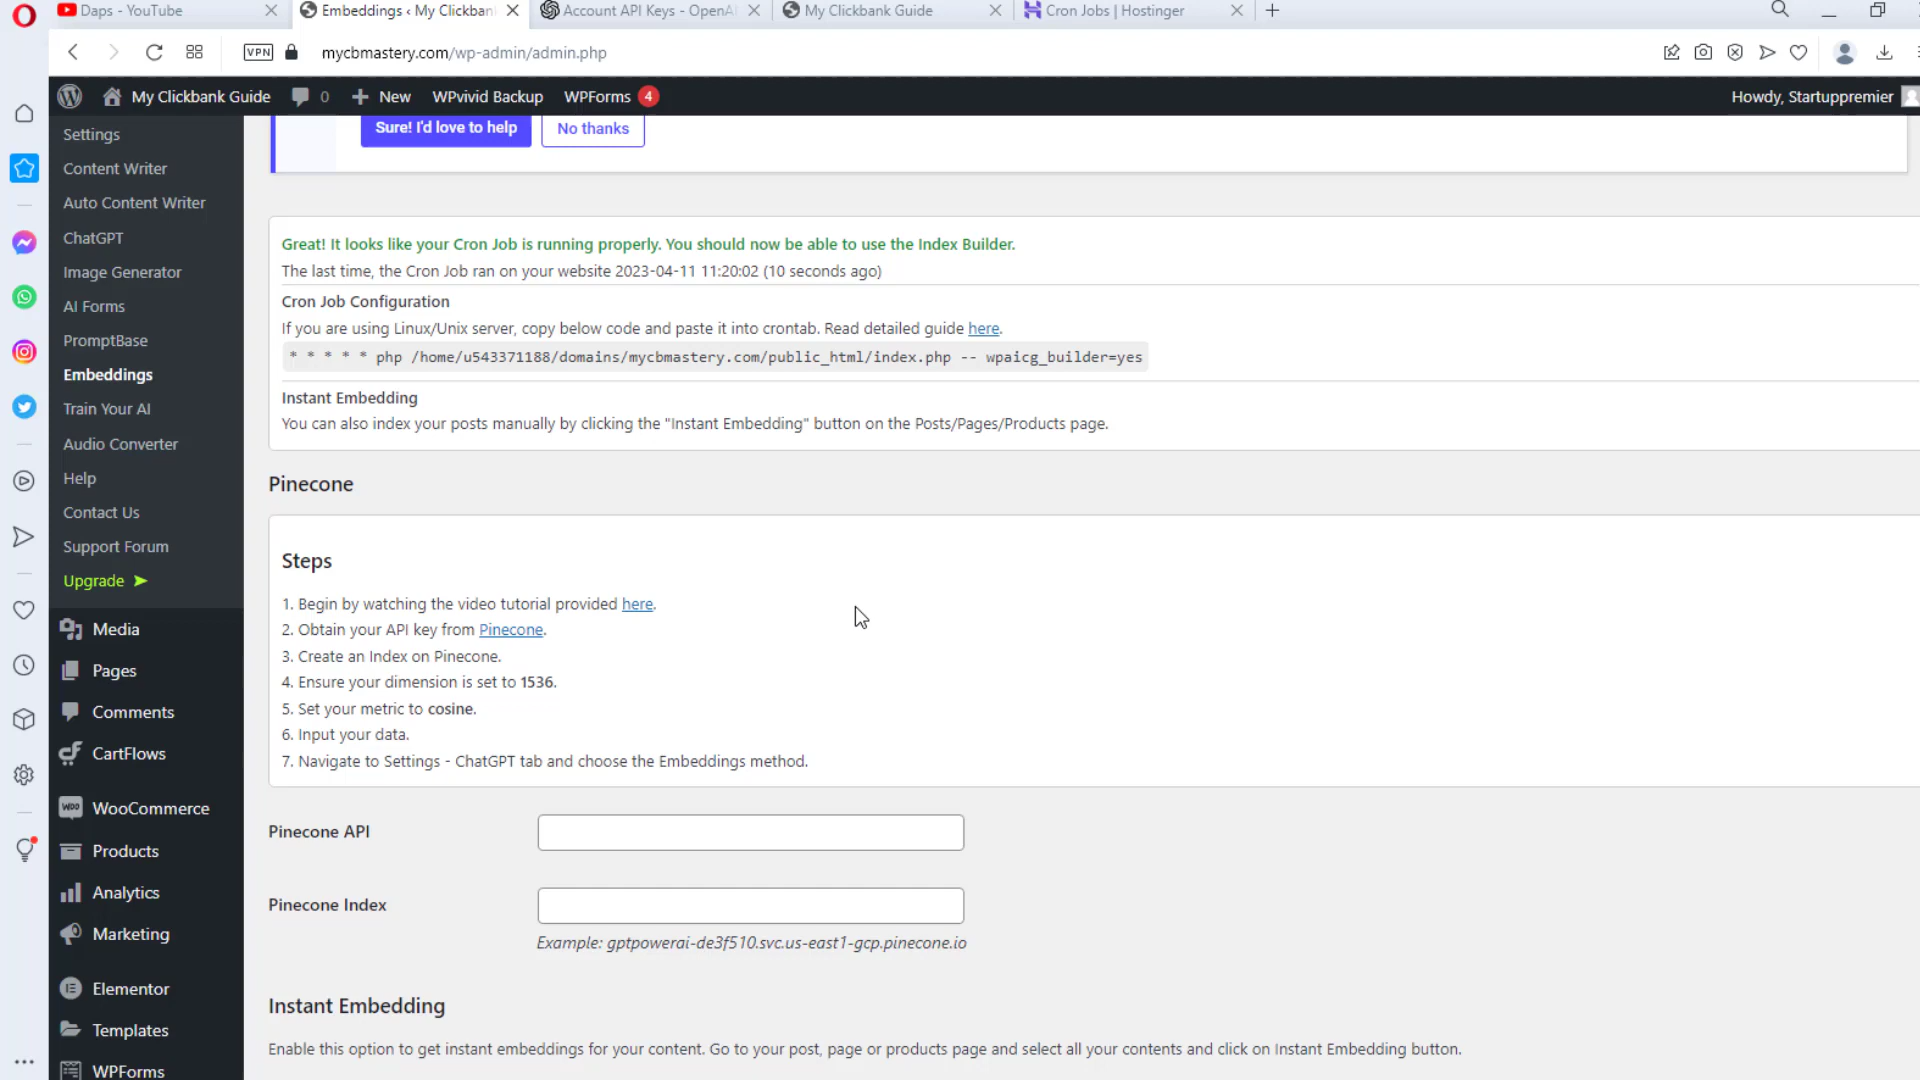 Daps - YouTube
Embeddings ‹ My Clickban
Account API Keys - OpenA
My Clickbank Guide
Cron Jobs | Hostinger
VPN
mycbmastery.com/wp-admin/admin.php
My Clickbank Guide
0
New
WPvivid Backup
WPForms
4
Howdy, Startuppremier
Settings
Content Writer
Auto Content Writer
ChatGPT
Image Generator
AI Forms
PromptBase
Embeddings
Train Your AI
Audio Converter
Help
Contact Us
Support Forum
Upgrade ➤
Media
Pages
Comments
CartFlows
WOO
WooCommerce
Products
Analytics
Marketing
Elementor
Templates
WPForms
Sure! I'd love to help
No thanks
Great! It looks like your Cron Job is running properly. You should now be able to use the Index Builder.
The last time, the Cron Job ran on your website 2023-04-11 11:20:02 (10 seconds ago)
Cron Job Configuration
If you are using Linux/Unix server, copy below code and paste it into crontab. Read detailed guide here.
* * * * * php /home/u543371188/domains/mycbmastery.com/public_html/index.php -- wpaicg_builder=yes
Instant Embedding
You can also index your posts manually by clicking the "Instant Embedding" button on the Posts/Pages/Products page.
Pinecone
Steps
1. Begin by watching the video tutorial provided here.
2. Obtain your API key from Pinecone.
3. Create an Index on Pinecone.
4. Ensure your dimension is set to 1536.
5. Set your metric to cosine.
6. Input your data.
7. Navigate to Settings - ChatGPT tab and choose the Embeddings method.
Pinecone API
Pinecone Index
Example: gptpowerai-de3f510.svc.us-east1-gcp.pinecone.io
Instant Embedding
Enable this option to get instant embeddings for your content. Go to your post, page or products page and select all your contents and click on Instant Embedding button.